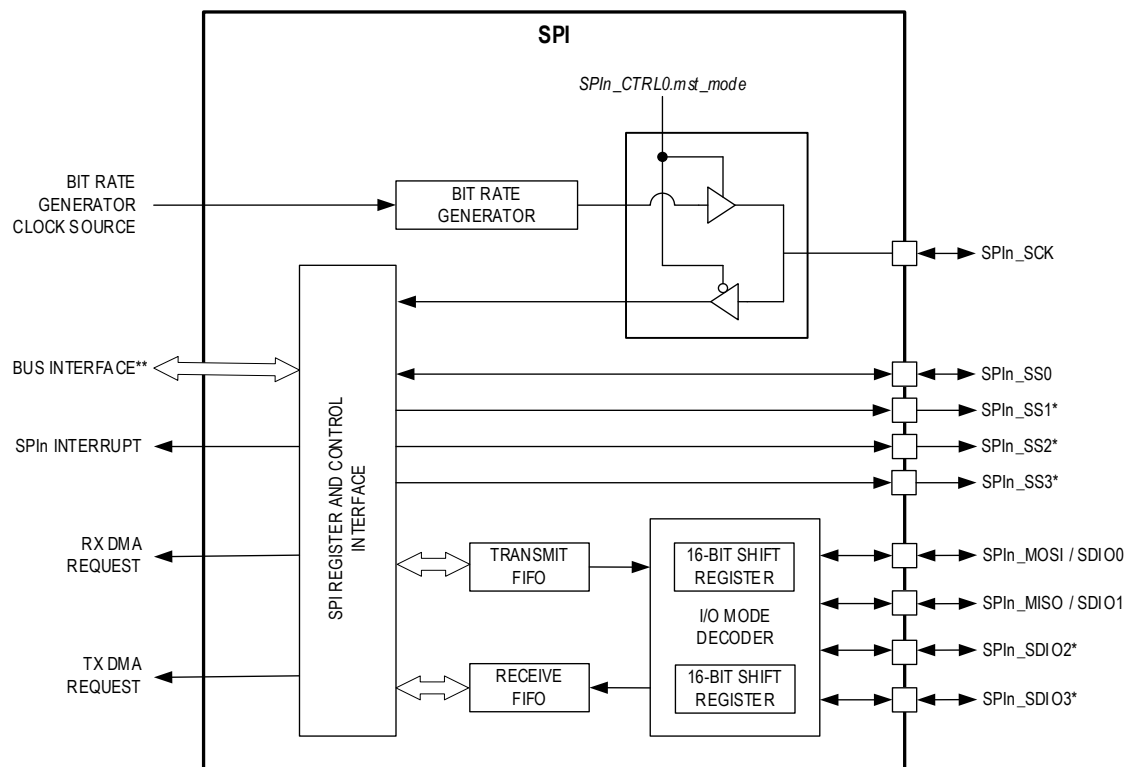 SPI
SPIn_CTRL0.mst_mode
BIT RATE
GENERATOR
CLOCK SOURCE
BIT RATE
GENERATOR
SPIn_SCK
SPI REGISTER AND CONTROL
INTERFACE
BUS INTERFACE**
SPIn_SS0
SPIn_SS1*
SPIn INTERRUPT
SPIn_SS2*
SPIn_SS3*
RX DMA
REQUEST
TRANSMIT
FIFO
16-BIT SHIFT
REGISTER
SPIn_MOSI / SDIO0
I/O MODE
DECODER
SPIn_MISO / SDIO1
SPIn_SDIO2*
TX DMA
REQUEST
RECEIVE
FIFO
16-BIT SHIFT
REGISTER
SPIn_SDIO3*